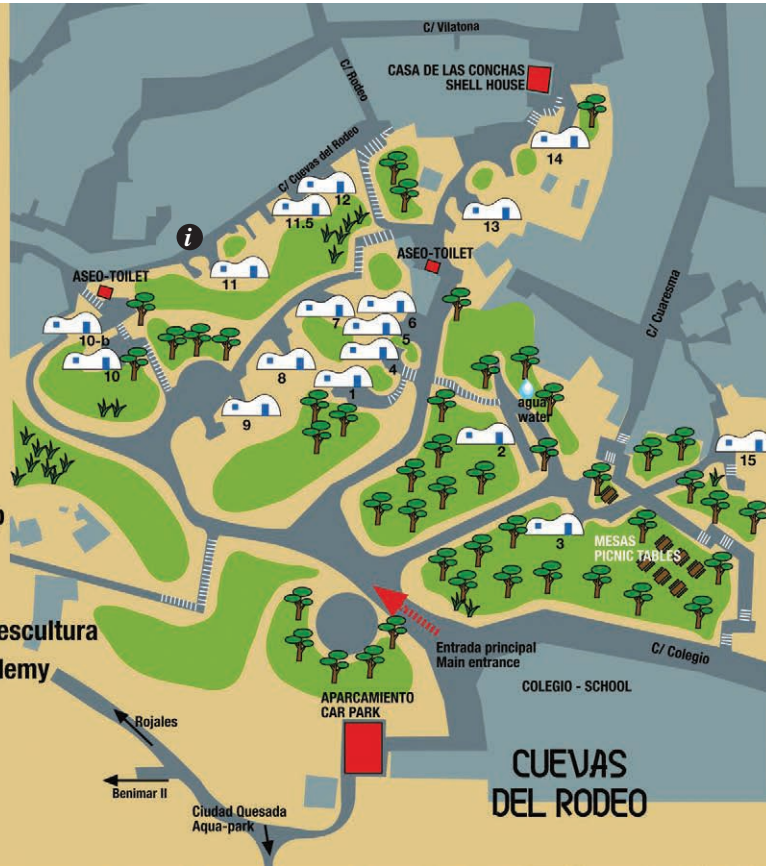 C/ Vilatona
CASA DE LAS CONCHAS
SHELL HOUSE
C/ Rodeo
C/ Cuevas del Rodeo
14
12
11.5
13
i
ASEO-TOILET
ASEO-TOILET
11
C/ Cuaresma
10-b
7
6
5
10
8
4
1
9
agua
water
2
15
3
MESAS
PICNIC TABLES
o
escultura
demy
Entrada principal
Main entrance
C/ Colegio
COLEGIO - SCHOOL
APARCAMIENTO
CAR PARK
Rojales
Benimar II
Ciudad Quesada
Aqua-park
CUEVAS
DEL RODEO